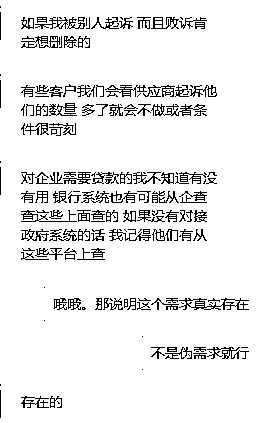 如果我被别人起诉 而且败诉肯
定想删除的
有些客户我们会看供应商起诉他
们的数量 多了就会不做或者条
件很苛刻
对企业需要贷款的我不知道有没
有用 银行系统也有可能从企查
查这些上面查的 如果没有对接
政府系统的话 我记得他们有从
这些平台上查
哦哦。那说明这个需求真实存在
不是伪需求就行
存在的